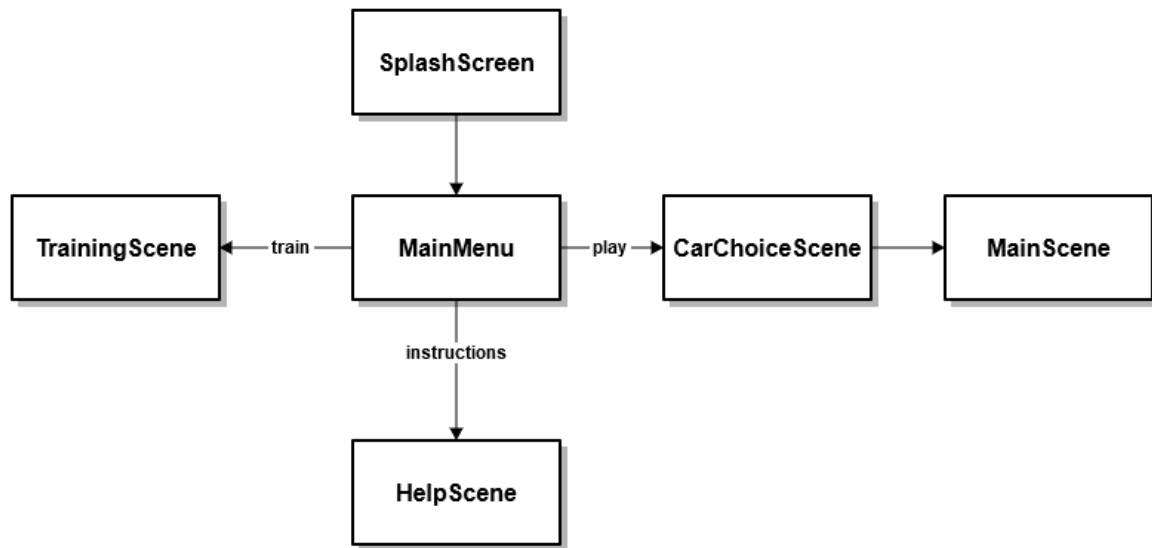 SplashScreen
TrainingScene
train
MainMenu
play
CarChoiceScene
MainScene
instructions
HelpScene